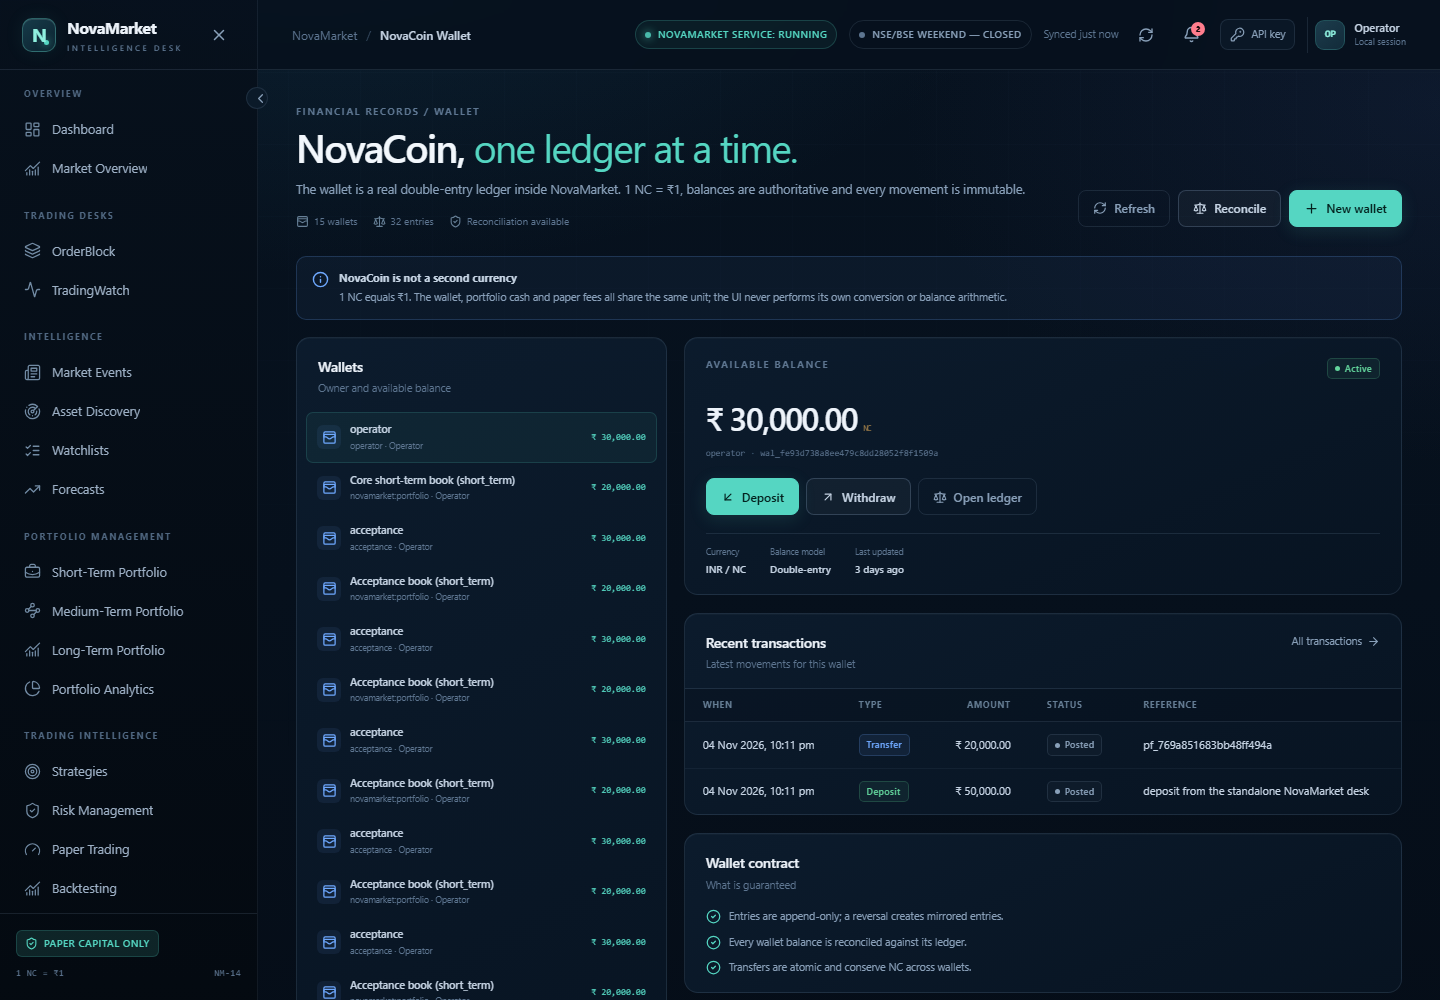 NovaMarket
INTELLIGENCE DESK
OVERVIEW
Dashboard
Market Overview
TRADING DESKS
OrderBlock
TradingWatch
INTELLIGENCE
Market Events
Asset Discovery
Watchlists
Forecasts
PORTFOLIO MANAGEMENT
Short-Term Portfolio
Medium-Term Portfolio
Long-Term Portfolio
Portfolio Analytics
TRADING INTELLIGENCE
Strategies
Risk Management
Paper Trading
Backtesting
PAPER CAPITAL ONLY
1 NC = ₹1 NM-14
NovaMarket / NovaCoin Wallet
NOVAMARKET SERVICE: RUNNING
NSE/BSE WEEKEND — CLOSED
Synced just now
2
API key
OP
Operator
Local session
FINANCIAL RECORDS / WALLET
NovaCoin, one ledger at a time.
The wallet is a real double-entry ledger inside NovaMarket. 1 NC = ₹1, balances are authoritative and every movement is immutable.
15 wallets 32 entries Reconciliation available
Refresh
Reconcile
New wallet
NovaCoin is not a second currency
1 NC equals ₹1. The wallet, portfolio cash and paper fees all share the same unit; the UI never performs its own conversion or balance arithmetic.
Wallets
Owner and available balance
operator
operator · Operator
₹ 30,000.00
Core short-term book (short_term)
novamarket:portfolio · Operator
₹ 20,000.00
acceptance
acceptance · Operator
₹ 30,000.00
Acceptance book (short_term)
novamarket:portfolio · Operator
₹ 20,000.00
acceptance
acceptance · Operator
₹ 30,000.00
Acceptance book (short_term)
novamarket:portfolio · Operator
₹ 20,000.00
acceptance
acceptance · Operator
₹ 30,000.00
Acceptance book (short_term)
novamarket:portfolio · Operator
₹ 20,000.00
acceptance
acceptance · Operator
₹ 30,000.00
Acceptance book (short_term)
novamarket:portfolio · Operator
₹ 20,000.00
acceptance
acceptance · Operator
₹ 30,000.00
Acceptance book (short_term)
₹ 20,000.00
AVAILABLE BALANCE
Active
₹ 30,000.00 NC
operator · wal_fe93d738a8ee479c8dd28052f8f1509a
Deposit
Withdraw
Open ledger
Currency
INR / NC
Balance model
Double-entry
Last updated
3 days ago
Recent transactions
Latest movements for this wallet
All transactions
WHEN TYPE AMOUNT STATUS REFERENCE
04 Nov 2026, 10:11 pm Transfer ₹ 20,000.00 Posted pf_769a851683bb48ff494a
04 Nov 2026, 10:11 pm Deposit ₹ 50,000.00 Posted deposit from the standalone NovaMarket desk
Wallet contract
What is guaranteed
Entries are append-only; a reversal creates mirrored entries.
Every wallet balance is reconciled against its ledger.
Transfers are atomic and conserve NC across wallets.